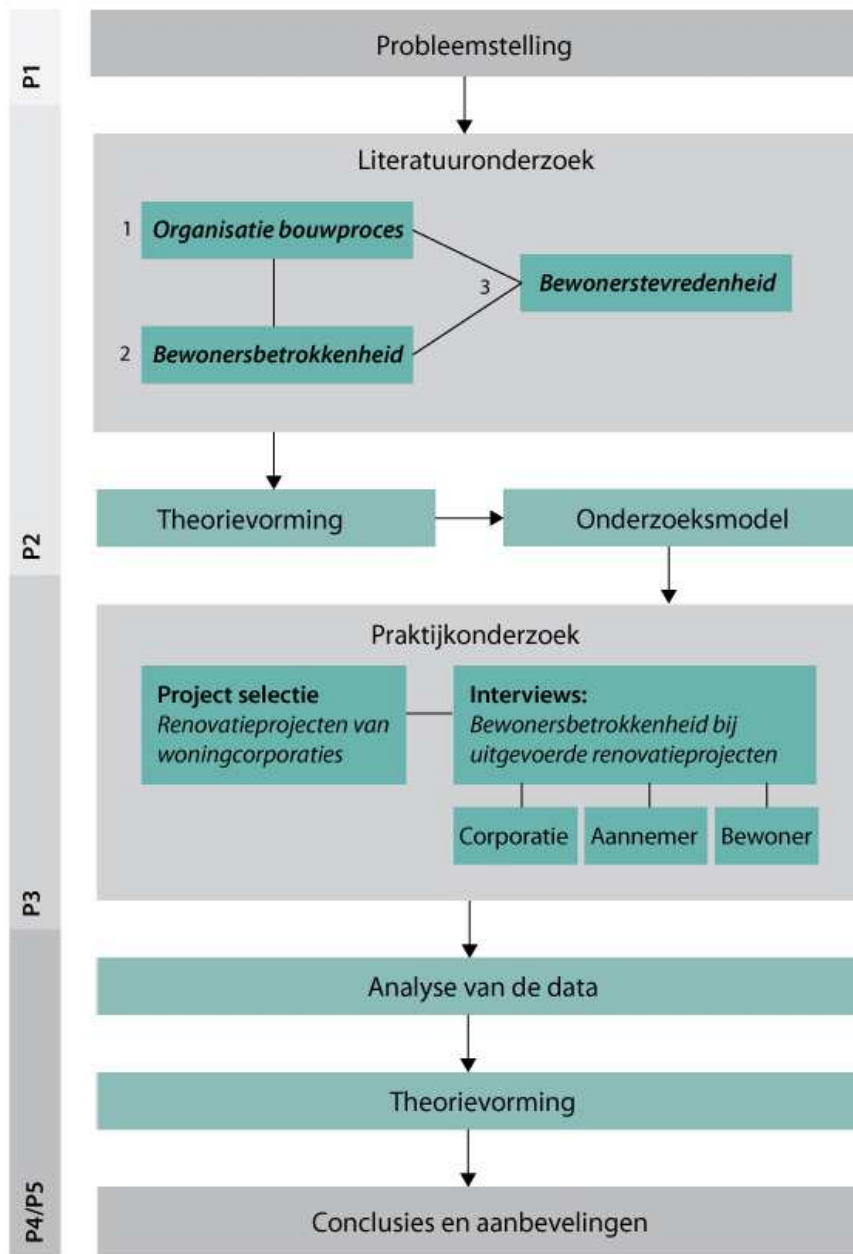 P1
Probleemstelling
P2
Literatuuronderzoek
1
Organisatie bouwproces
2
Bewonersbetrokkenheid
3
Bewonerstevredenheid
Theorievorming
Onderzoeksmodel
P3
Praktijkonderzoek
Project selectie
Renovatieprojecten van
woningcorporaties
Interviews:
Bewonersbetrokkenheid bij
uitgevoerde renovatieprojecten
Corporatie
Aannemer
Bewoner
P4/P5
Analyse van de data
Theorievorming
Conclusies en aanbevelingen